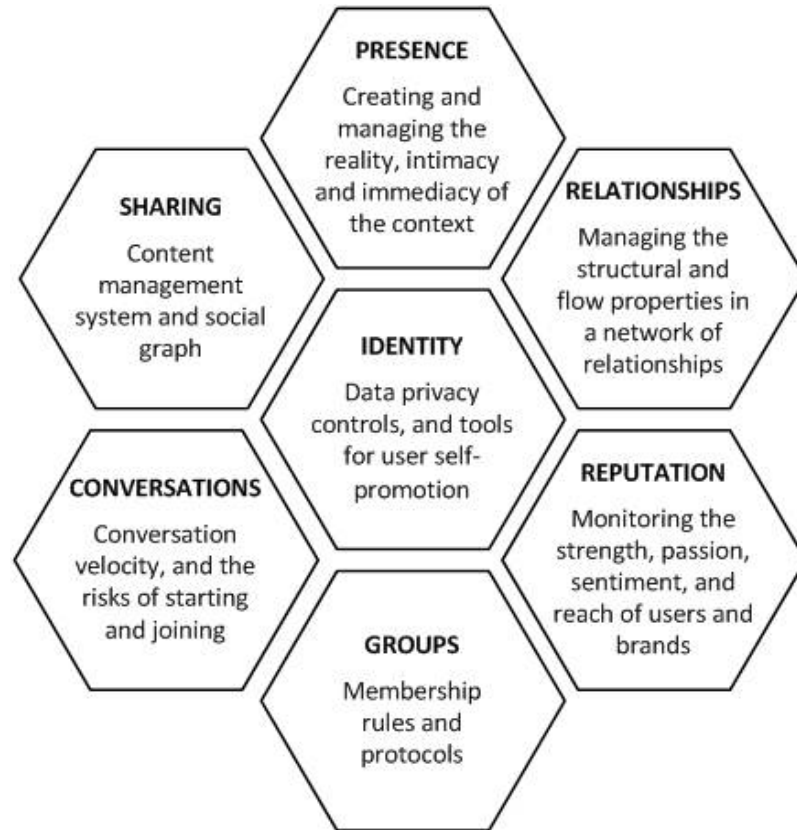 PRESENCE
Creating and
managing the
reality, intimacy
and immediacy of
the context
SHARING
Content
management
system and social
graph
RELATIONSHIPS
Managing the
structural and
flow properties in
a network of
relationships
IDENTITY
Data privacy
controls, and tools
for user self-
promotion
CONVERSATIONS
Conversation
velocity, and the
risks of starting
and joining
REPUTATION
Monitoring the
strength, passion,
sentiment, and
reach of users and
brands
GROUPS
Membership
rules and
protocols